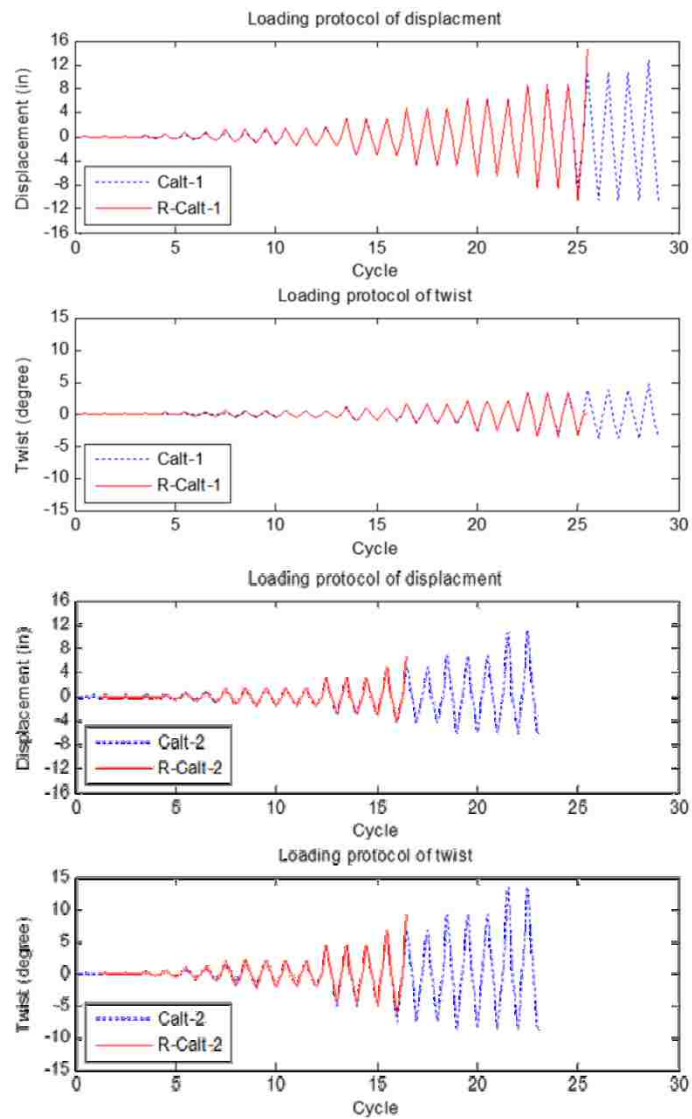 Loading protocol of displacment
Displacement (in)
16
12
8
4
0
-4
-8
-12
-16
Calt-1
R-Calt-1
0 5 10 15 20 25 30
Cycle
Loading protocol of twist
Twist (degree)
15
10
5
0
-5
-10
-15
Calt-1
R-Calt-1
0 5 10 15 20 25 30
Cycle
Loading protocol of displacment
Displacement (in)
16
12
8
4
0
-4
-8
-12
-16
Calt-2
R-Calt-2
0 5 10 15 20 25 30
Cycle
Loading protocol of twist
Twist (degree)
15
10
5
0
-5
-10
-15
Calt-2
R-Calt-2
0 5 10 15 20 25 30
Cycle